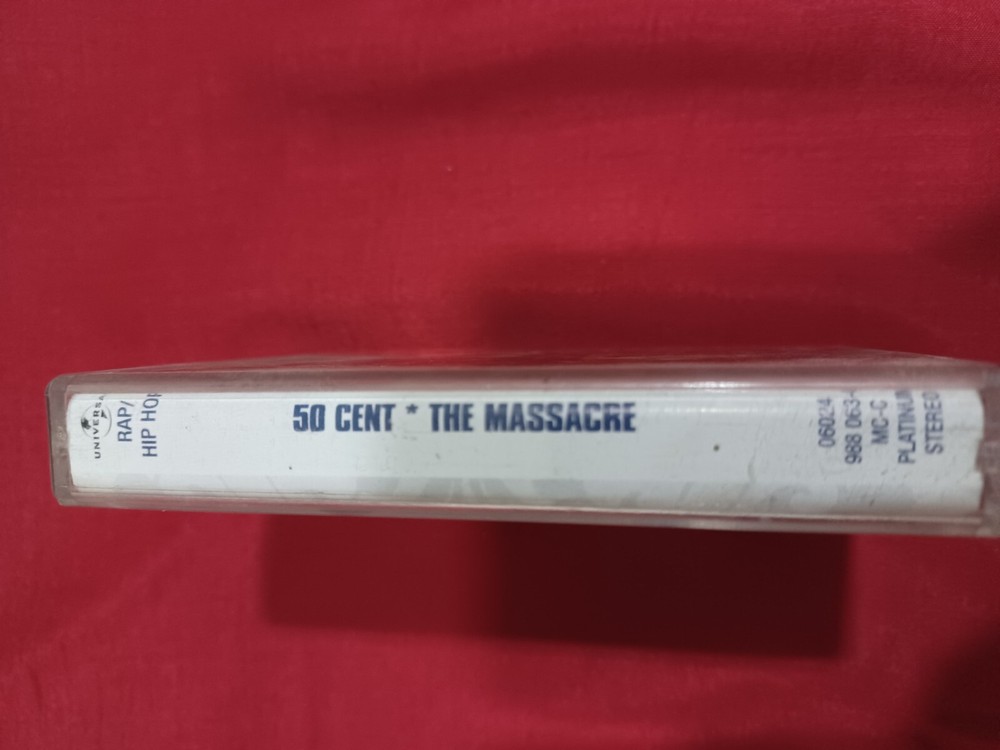 UNIVERSAL
RAP/
HIP HOP
50 CENT * THE MASSACRE
06024
988 063-
MC-C
PLATINUM
STEREO